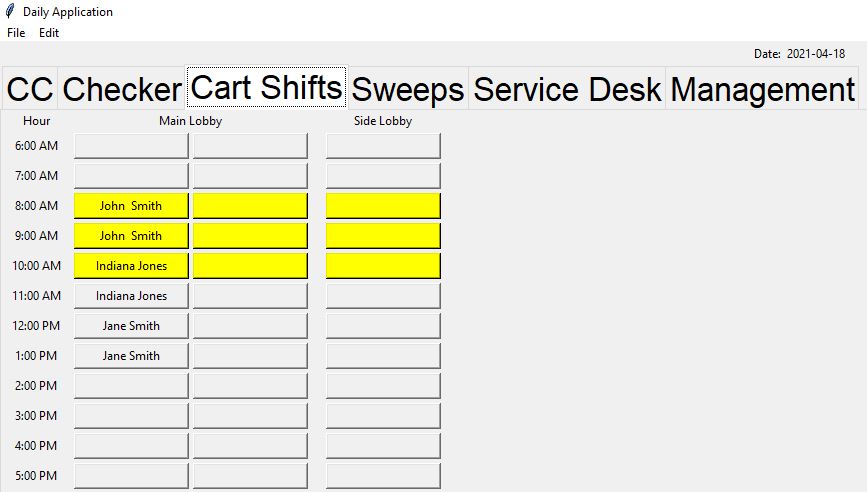 Daily Application
File Edit
Date: 2021-04-18
CC Checker Cart Shifts Sweeps Service Desk Management
Hour Main Lobby Side Lobby
6:00 AM
7:00 AM
8:00 AM John Smith
9:00 AM John Smith
10:00 AM Indiana Jones
11:00 AM Indiana Jones
12:00 PM Jane Smith
1:00 PM Jane Smith
2:00 PM
3:00 PM
4:00 PM
5:00 PM